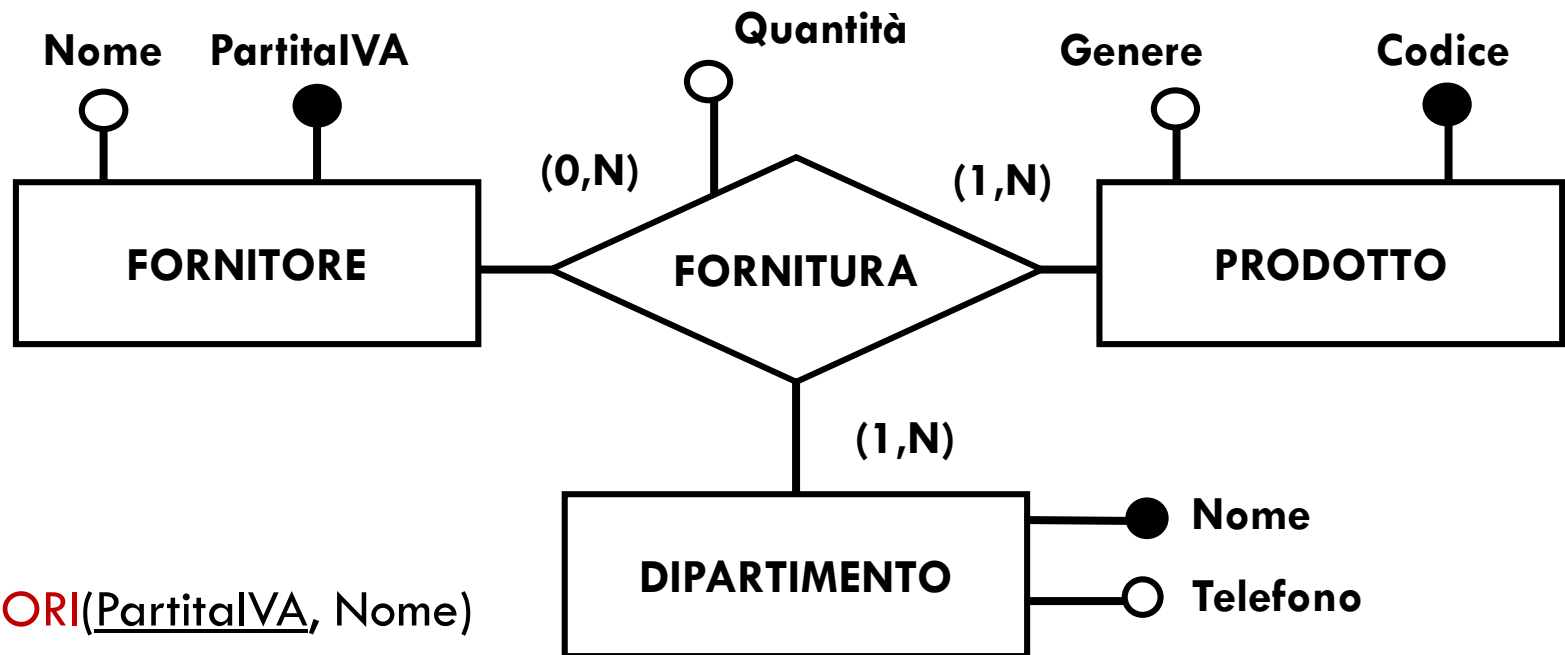 Quantità
Nome PartitaIVA
Genere Codice
(0,N) (1,N)
FORNITORE FORNITURA PRODOTTO
(1,N)
Nome
DIPARTIMENTO
Telefono
ORI(PartitaIVA, Nome)